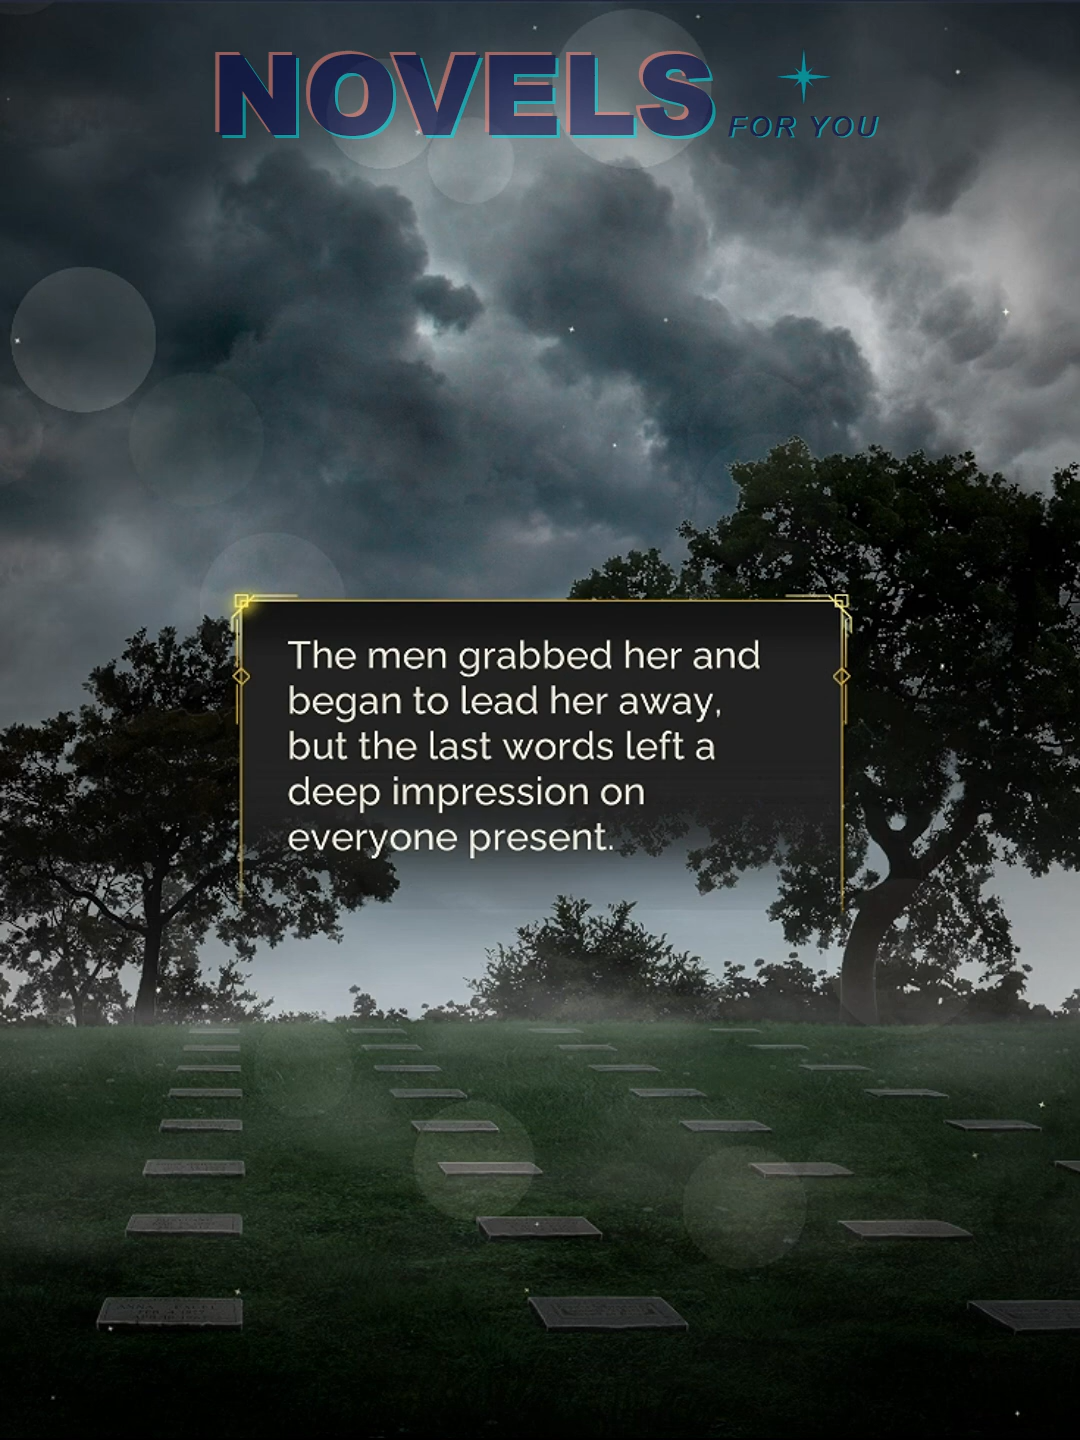 NOVELS
FOR YOU
The men grabbed her and
began to lead her away,
but the last words left a
deep impression on
everyone present.